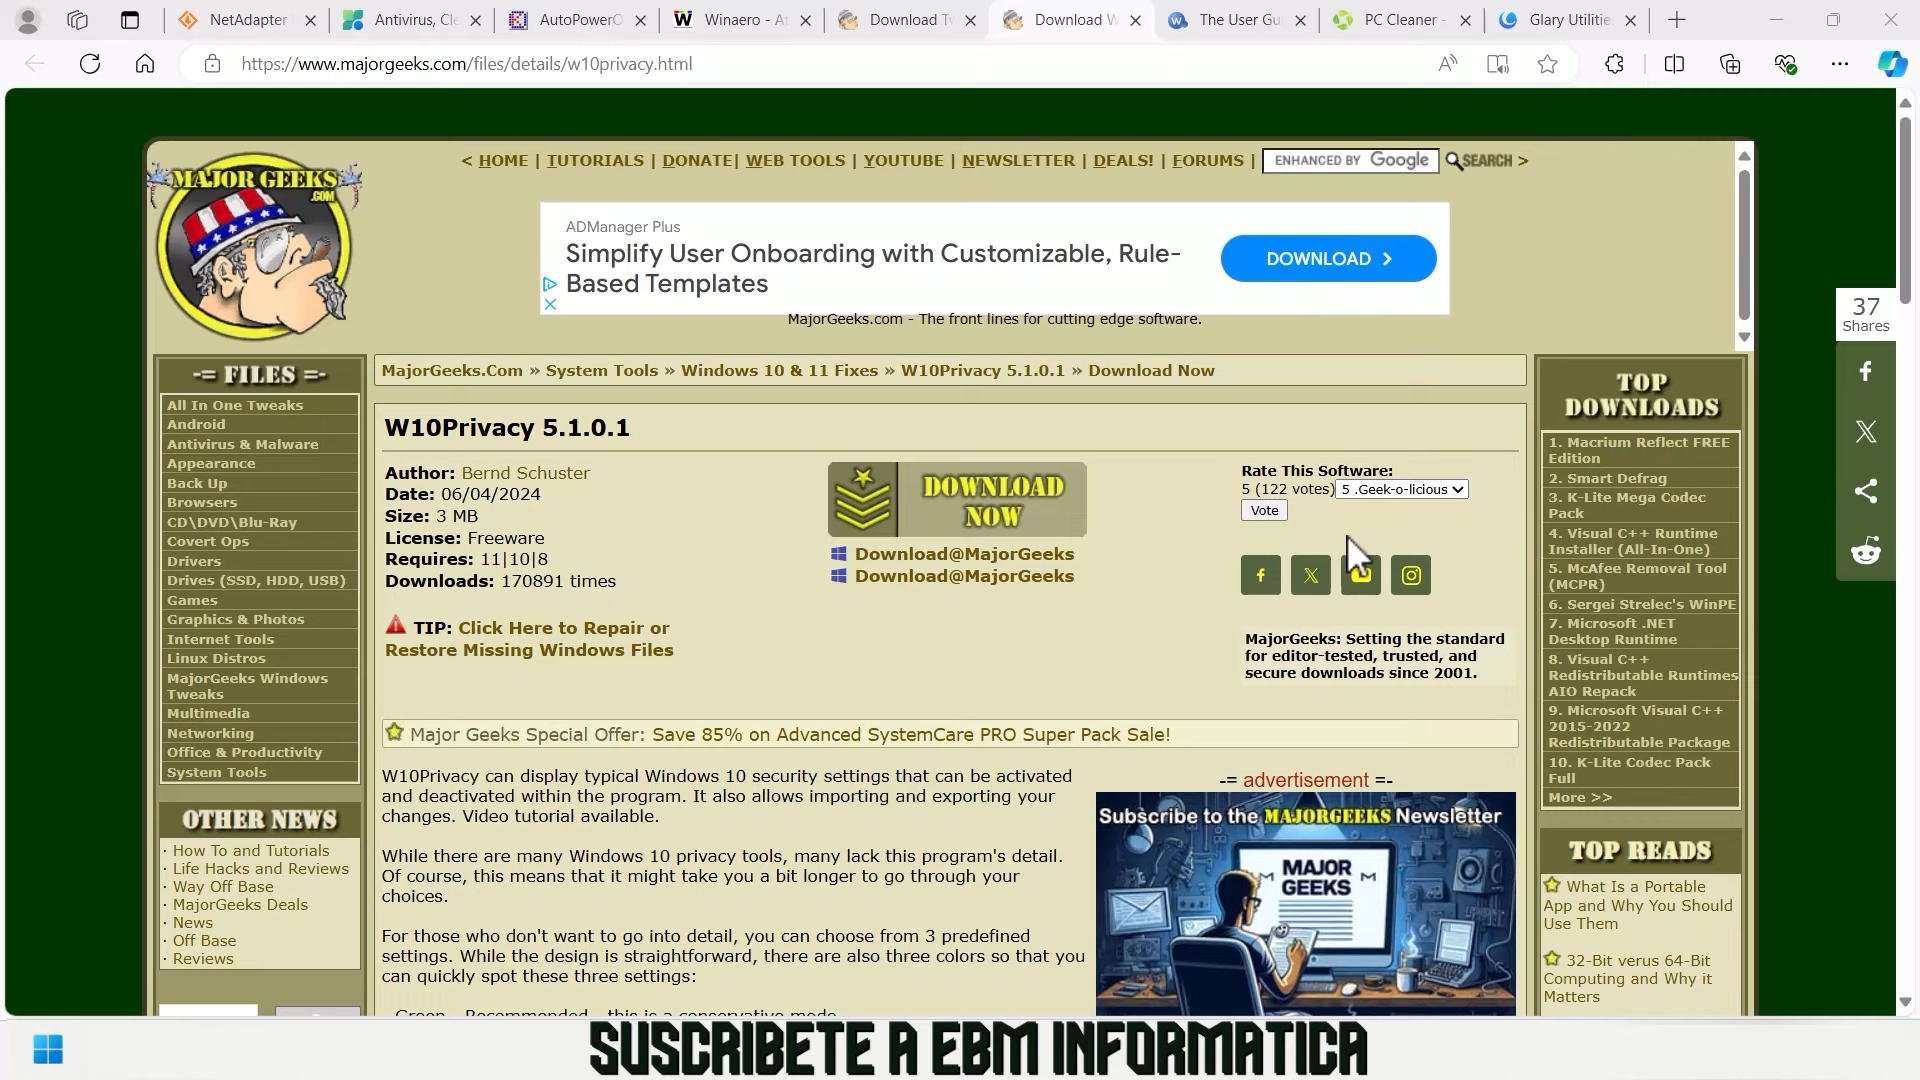 NetAdapter
Antivirus, Cle
AutoPowerO
Winaero - At
Download Tw
Download W
The User Gui
PC Cleaner -
Glary Utilities
https://www.majorgeeks.com/files/details/w10privacy.html
MAJOR GEEKS
.COM
< HOME | TUTORIALS | DONATE| WEB TOOLS | YOUTUBE | NEWSLETTER | DEALS! | FORUMS | ENHANCED BY Google SEARCH >
ADManager Plus
Simplify User Onboarding with Customizable, Rule-
Based Templates
DOWNLOAD >
MajorGeeks.com - The front lines for cutting edge software.
37
Shares
-= FILES =-
All In One Tweaks
Android
Antivirus & Malware
Appearance
Back Up
Browsers
CD\DVD\Blu-Ray
Covert Ops
Drivers
Drives (SSD, HDD, USB)
Games
Graphics & Photos
Internet Tools
Linux Distros
MajorGeeks Windows
Tweaks
Multimedia
Networking
Office & Productivity
System Tools
OTHER NEWS
· How To and Tutorials
· Life Hacks and Reviews
· Way Off Base
· MajorGeeks Deals
· News
· Off Base
· Reviews
MajorGeeks.Com » System Tools » Windows 10 & 11 Fixes » W10Privacy 5.1.0.1 » Download Now
W10Privacy 5.1.0.1
Author: Bernd Schuster
Date: 06/04/2024
Size: 3 MB
License: Freeware
Requires: 11|10|8
Downloads: 170891 times
TIP: Click Here to Repair or
Restore Missing Windows Files
DOWNLOAD
NOW
Download@MajorGeeks
Download@MajorGeeks
Rate This Software:
5 (122 votes) 5 .Geek-o-licious
Vote
MajorGeeks: Setting the standard
for editor-tested, trusted, and
secure downloads since 2001.
Major Geeks Special Offer: Save 85% on Advanced SystemCare PRO Super Pack Sale!
W10Privacy can display typical Windows 10 security settings that can be activated
and deactivated within the program. It also allows importing and exporting your
changes. Video tutorial available.
While there are many Windows 10 privacy tools, many lack this program's detail.
Of course, this means that it might take you a bit longer to go through your
choices.
For those who don't want to go into detail, you can choose from 3 predefined
settings. While the design is straightforward, there are also three colors so that you
can quickly spot these three settings:
Green - Recommended - this is a conservative mode
-= advertisement =-
Subscribe to the MAJORGEEKS Newsletter
MAJOR
GEEKS
TOP
DOWNLOADS
1. Macrium Reflect FREE
Edition
2. Smart Defrag
3. K-Lite Mega Codec
Pack
4. Visual C++ Runtime
Installer (All-In-One)
5. McAfee Removal Tool
(MCPR)
6. Sergei Strelec's WinPE
7. Microsoft .NET
Desktop Runtime
8. Visual C++
Redistributable Runtimes
AIO Repack
9. Microsoft Visual C++
2015-2022
Redistributable Package
10. K-Lite Codec Pack
Full
More >>
TOP READS
What Is a Portable
App and Why You Should
Use Them
32-Bit verus 64-Bit
Computing and Why it
Matters
SUSCRIBETE A EBM INFORMATICA